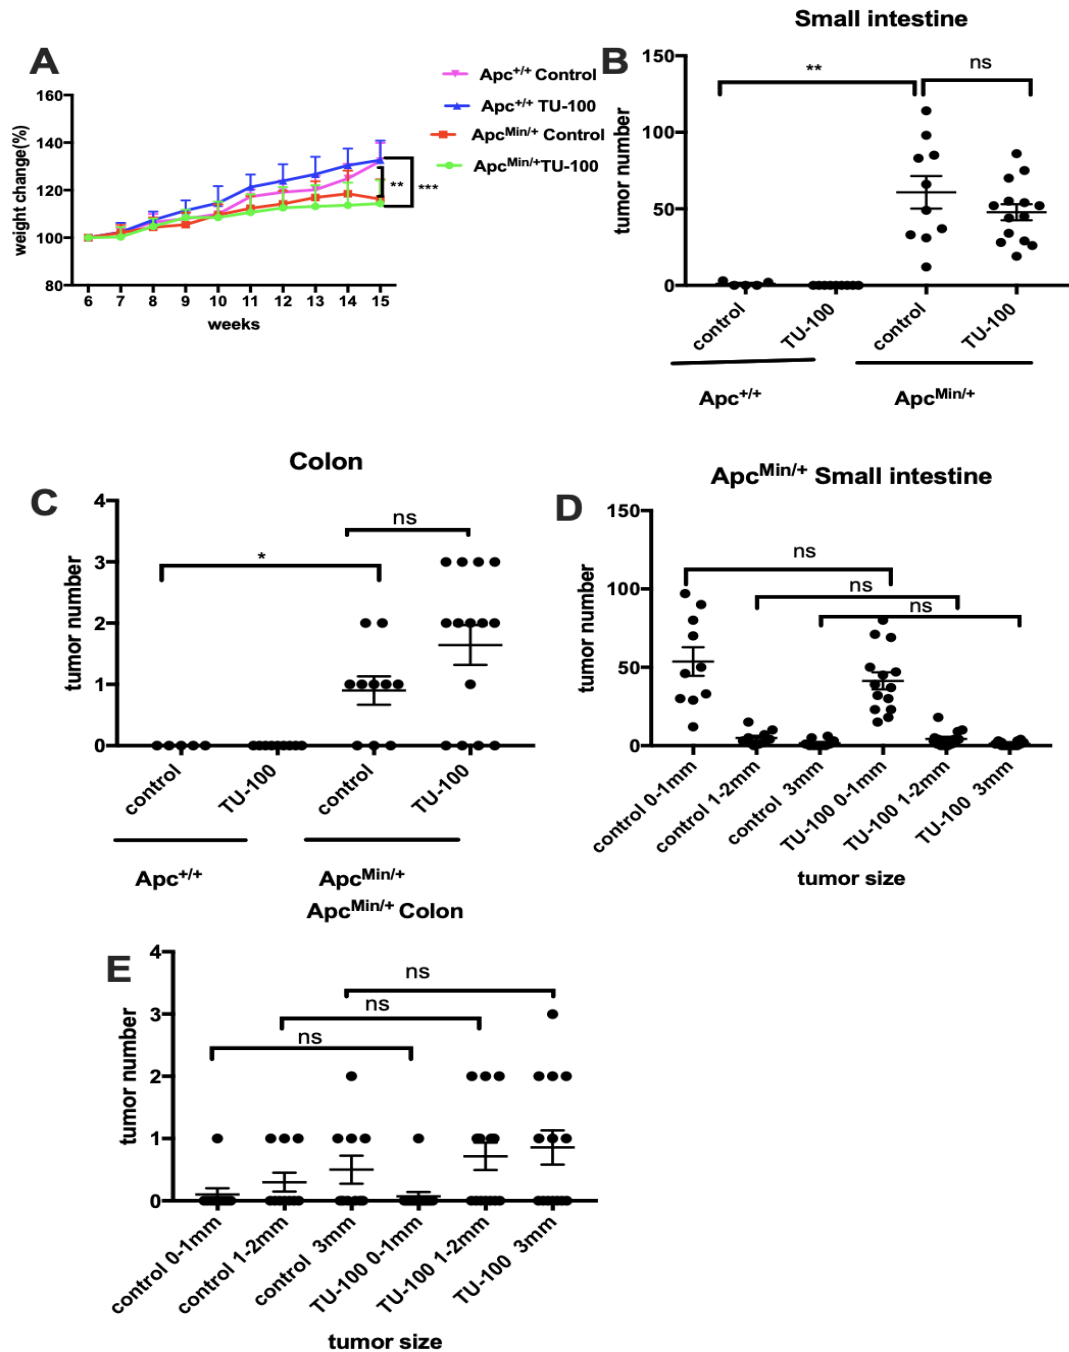 A
160
140
120
100
80
weight change(%)
6 7 8 9 10 11 12 13 14 15
weeks
** ***
Apc+/+ Control
Apc+/+ TU-100
ApcMin/+ Control
ApcMin/+TU-100
Small intestine
B
150
100
50
0
tumor number
** ns
control TU-100 control TU-100
Apc+/+ ApcMin/+
Colon
C
4
3
2
1
0
tumor number
* ns
control TU-100 control TU-100
Apc+/+ ApcMin/+
ApcMin/+ Small intestine
D
150
100
50
0
tumor number
ns
ns
ns
control 0-1mm control 1-2mm control 3mm TU-100 0-1mm TU-100 1-2mm TU-100 3mm
tumor size
ApcMin/+ Colon
E
4
3
2
1
0
tumor number
ns
ns
ns
control 0-1mm control 1-2mm control 3mm TU-100 0-1mm TU-100 1-2mm TU-100 3mm
tumor size